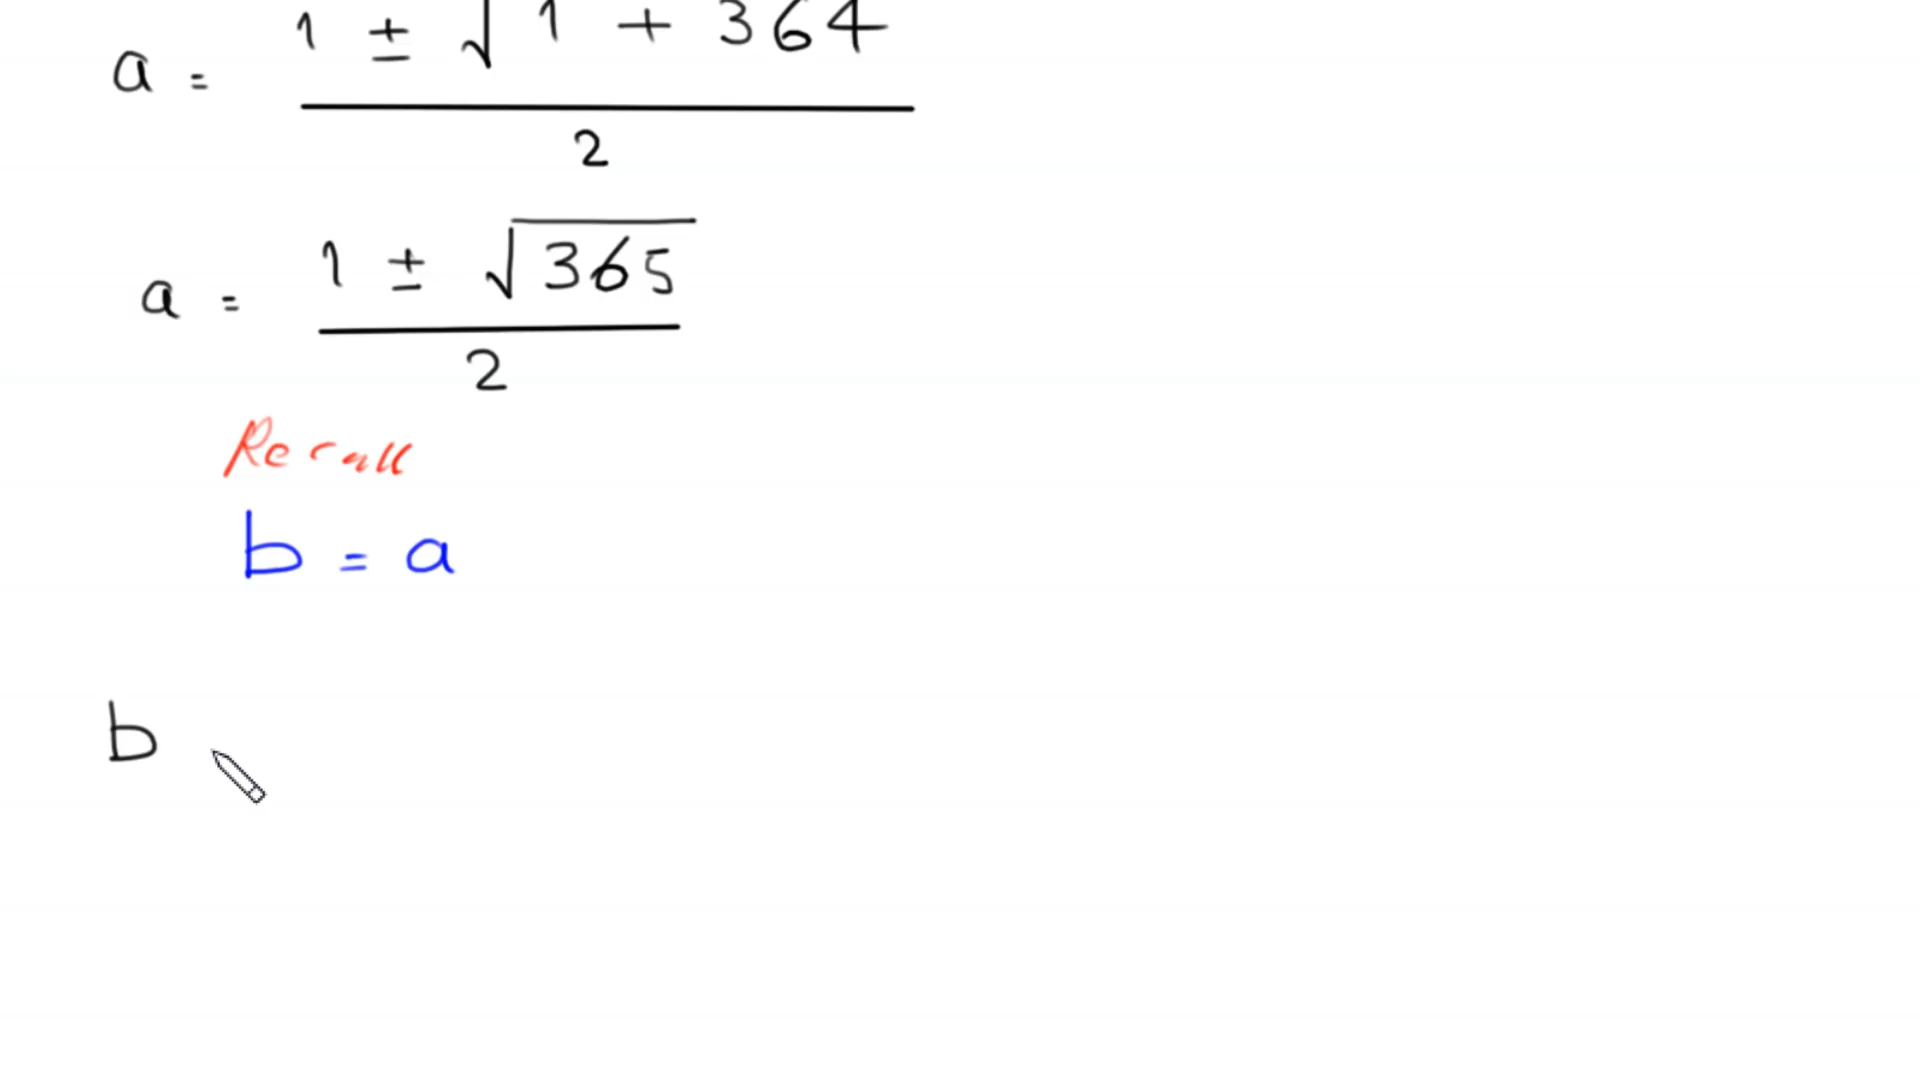 a = 1 ± √1 + 364
2
a = 1 ± √365
2
Recall
b = a
b